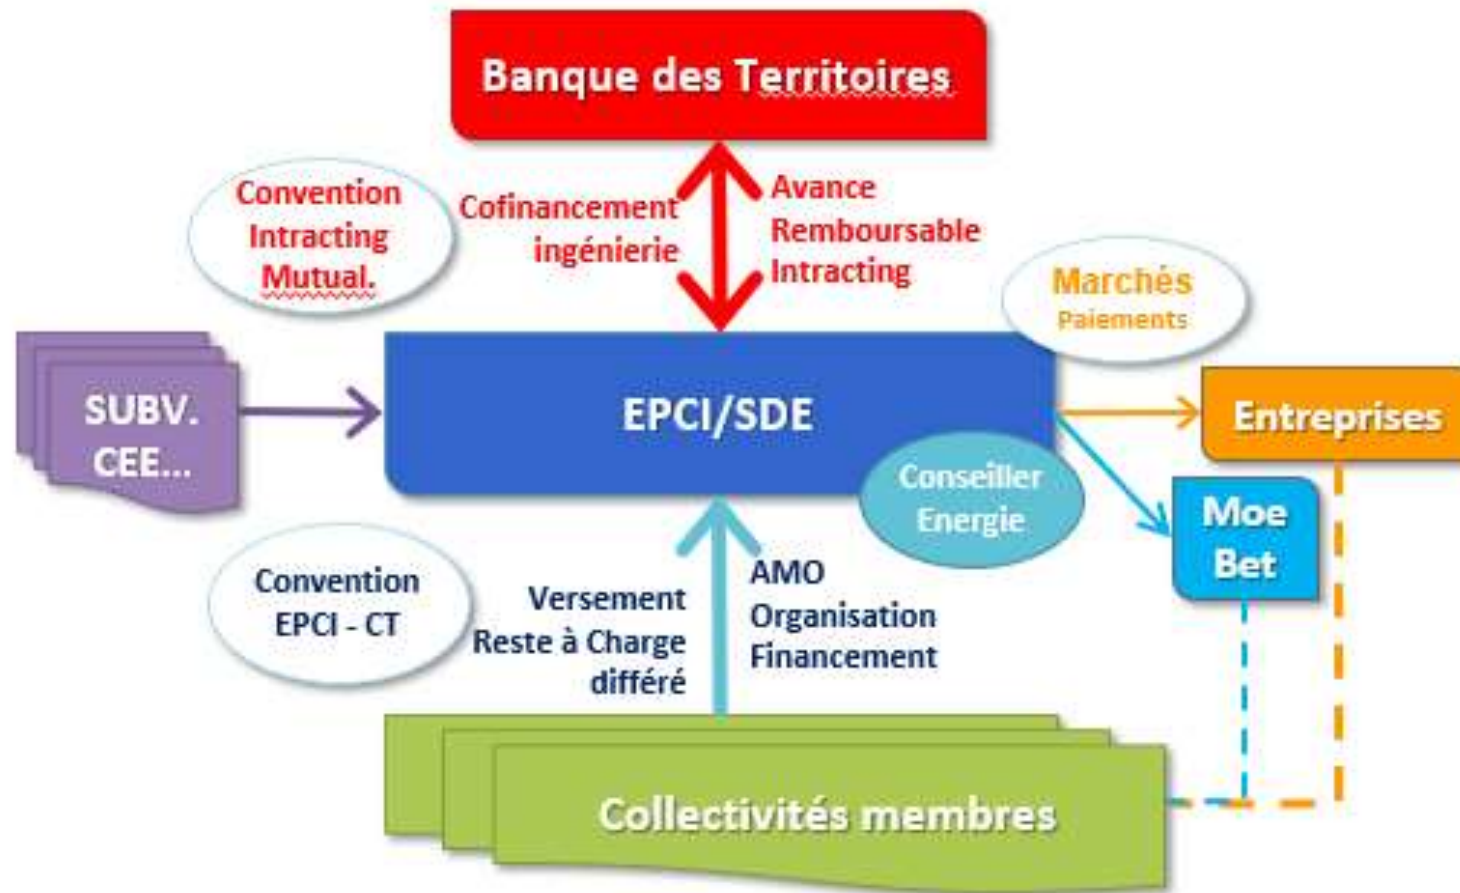 Banque des Territoires
Convention
Intracting
Mutual.
Cofinancement
ingénierie
Avance
Remboursable
Intracting
Marchés
Paiements
SUBV.
CEE...
EPCI/SDE
Entreprises
Conseiller
Energie
Moe
Bet
Convention
EPCI - CT
Versement
Reste à Charge
différé
AMO
Organisation
Financement
Collectivités membres